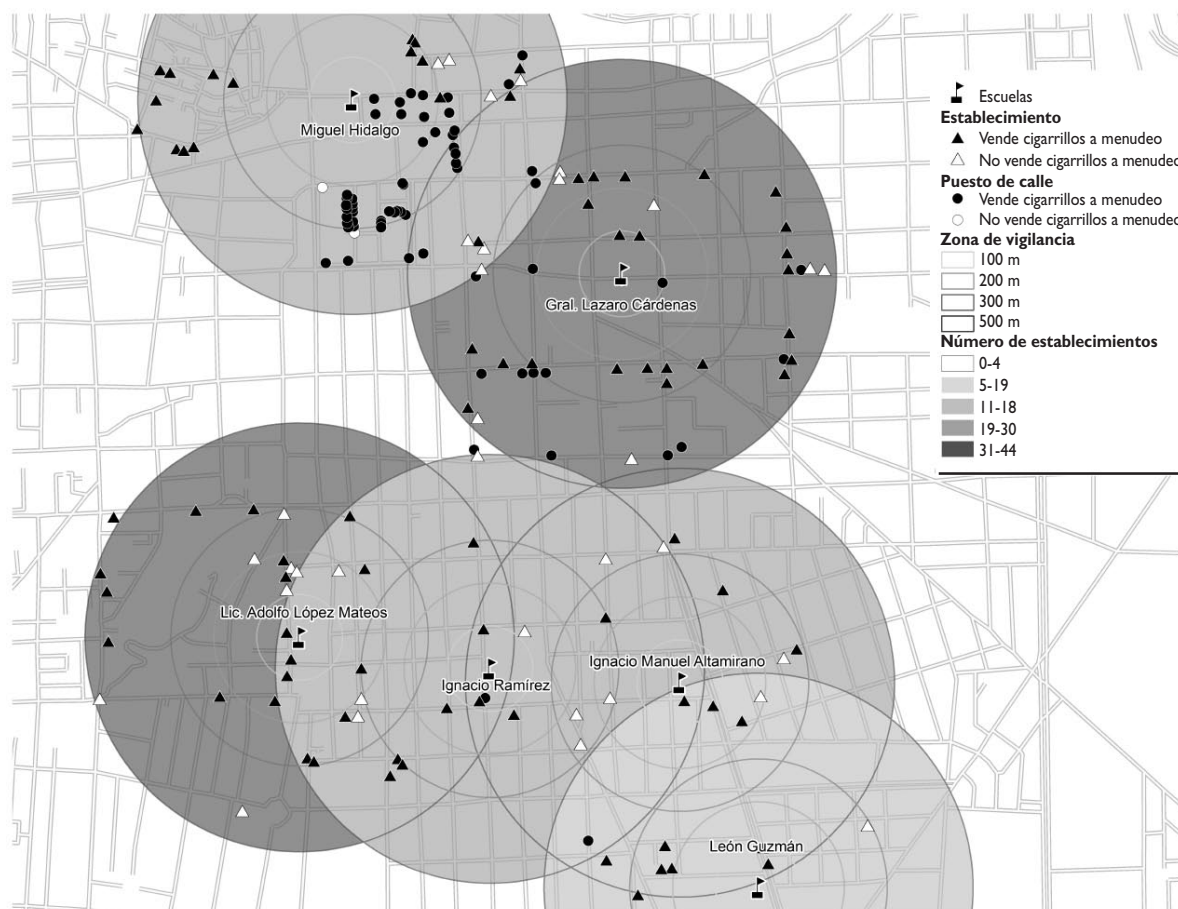 Miguel Hidalgo
Gral. Lazaro Cárdenas
Lic. Adolfo López Mateos
Ignacio Manuel Altamirano
Ignacio Ramírez
León Guzmán
Escuelas
Establecimiento
Vende cigarrillos a menudeo
No vende cigarrillos a menudeo
Puesto de calle
Vende cigarrillos a menudeo
No vende cigarrillos a menudeo
Zona de vigilancia
100 m
200 m
300 m
500 m
Número de establecimientos
0-4
5-19
11-18
19-30
31-44